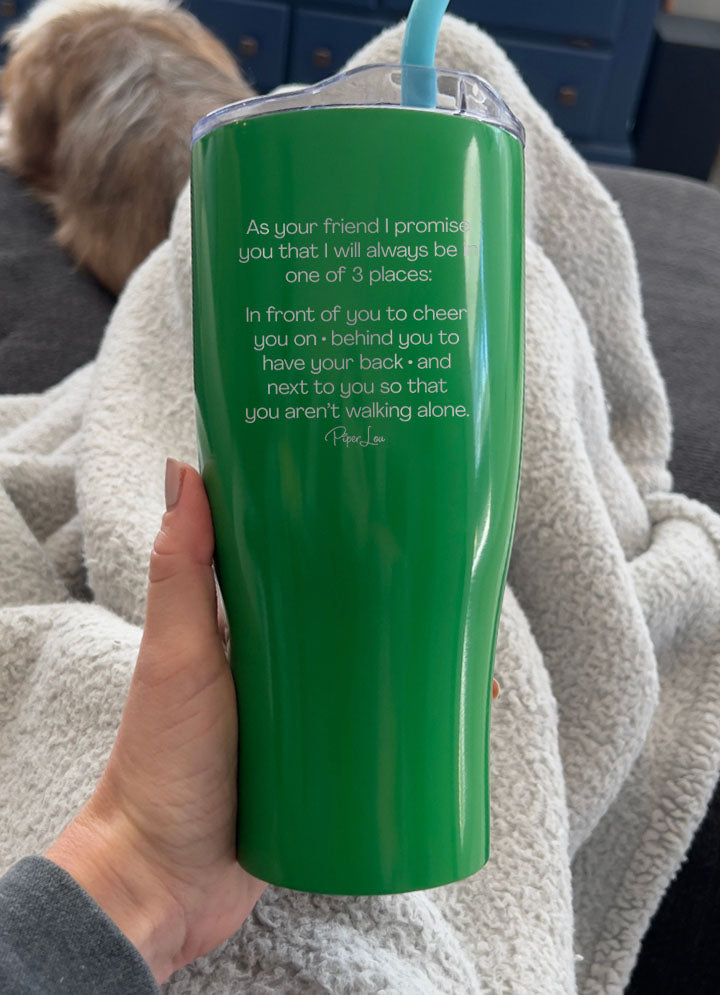 As your friend I promise
you that I will always be in
one of 3 places:
In front of you to cheer
you on • behind you to
have your back • and
next to you so that
you aren't walking alone.
Piper Lou